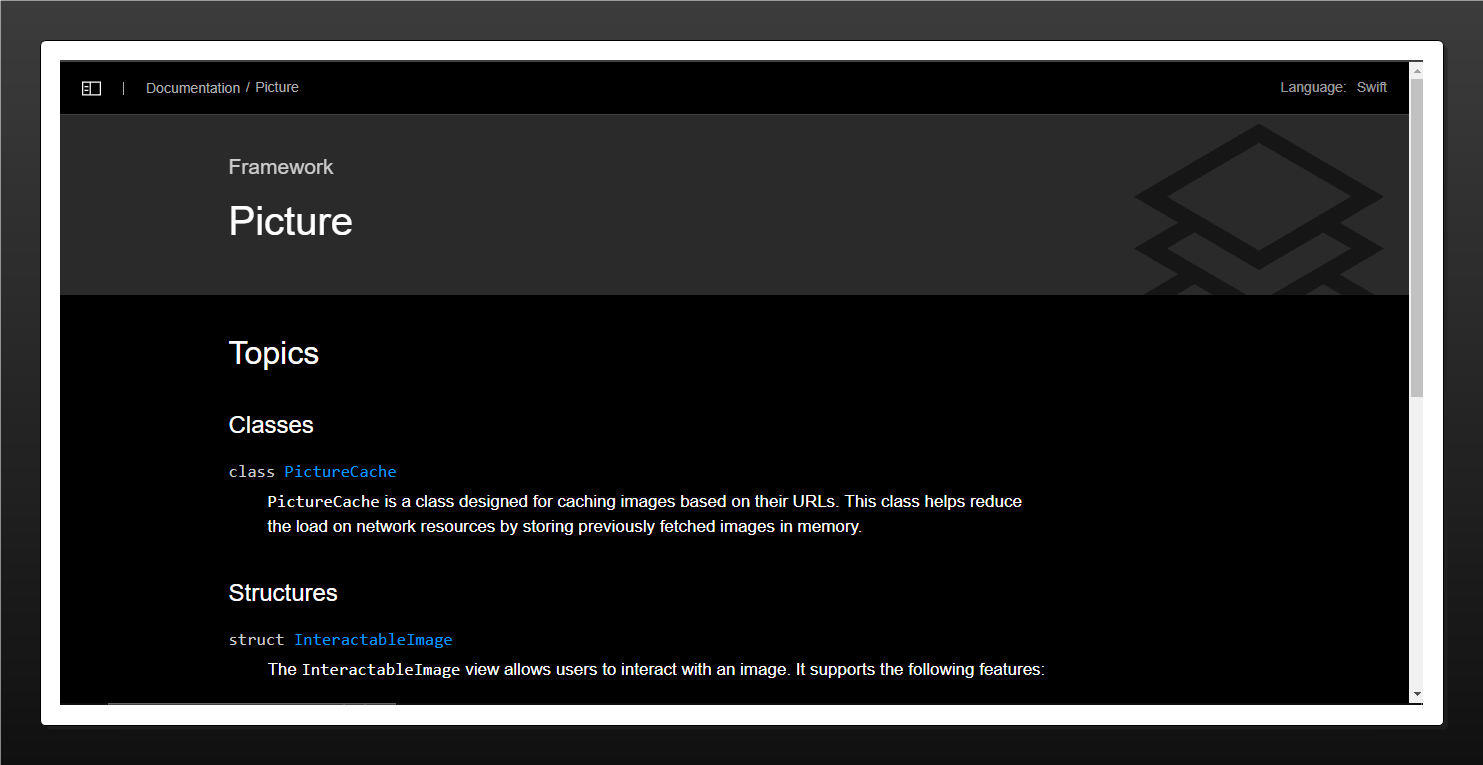 Documentation / Picture
Language: Swift
Framework
Picture
Topics
Classes
class PictureCache
PictureCache is a class designed for caching images based on their URLs. This class helps reduce
the load on network resources by storing previously fetched images in memory.
Structures
struct InteractableImage
The InteractableImage view allows users to interact with an image. It supports the following features: